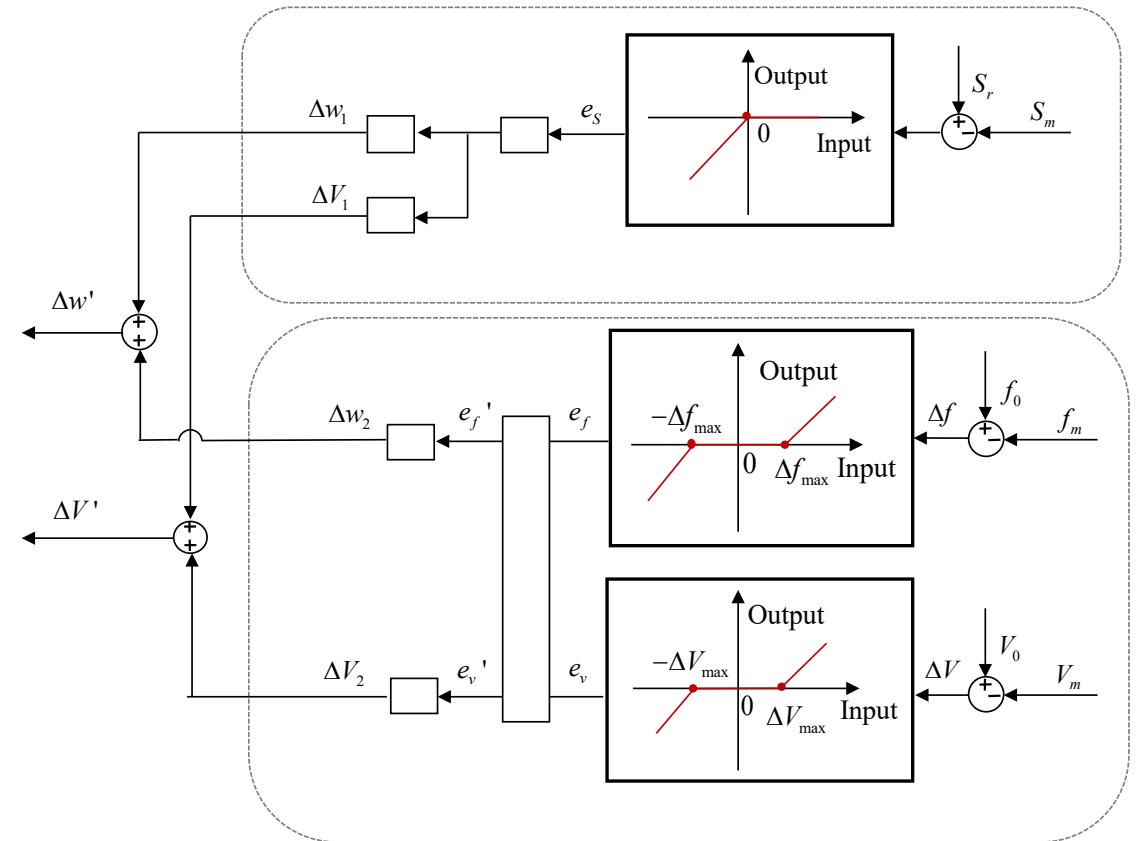 Output
0
Input
S_r
+
−
S_m
e_S
Δw_1
ΔV_1
Δw'
+
+
Output
−Δf_max
0
Δf_max
Input
Δf
f_0
+
−
f_m
e_f
e_f'
Δw_2
ΔV'
+
+
Output
−ΔV_max
0
ΔV_max
Input
ΔV
V_0
+
−
V_m
e_v
e_v'
ΔV_2